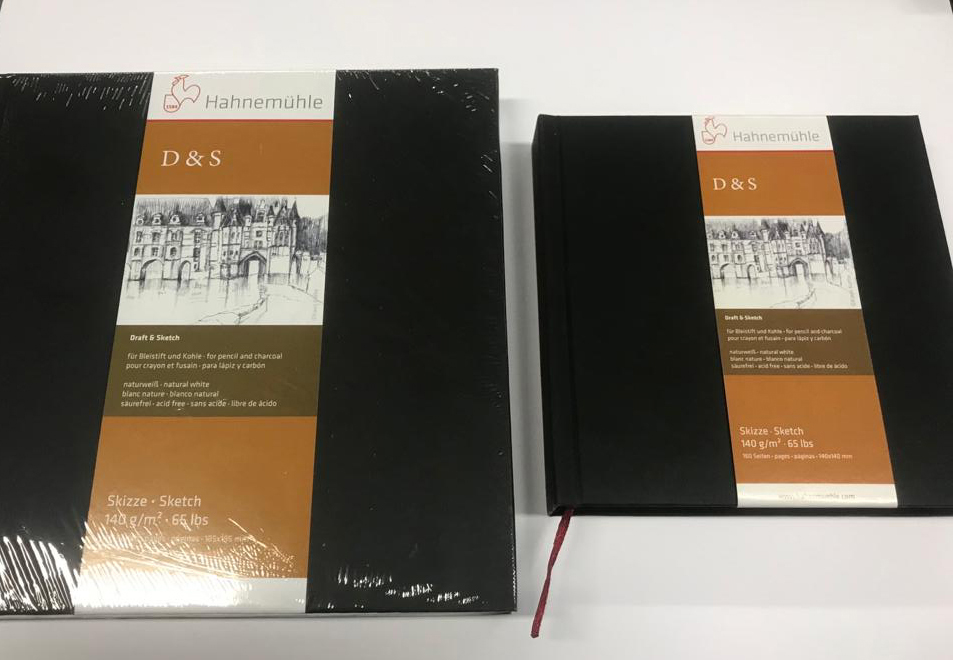 1584
Hahnemühle
D & S
Draft & Sketch
für Bleistift und Kohle · for pencil and charcoal
pour crayon et fusain · para lápiz y carbón
naturweiß · natural white
blanc nature · blanco natural
säurefrei · acid free · sans acide · libre de ácido
Skizze · Sketch
140 g/m² · 65 lbs
páginas
Hahnemühle
D & S
Draft & Sketch
für Bleistift und Kohle · for pencil and charcoal
pour crayon et fusain · para lápiz y carbón
naturweiß · natural white
blanc nature · blanco natural
säurefrei · acid free · sans acide · libre de ácido
Skizze · Sketch
140 g/m² · 65 lbs
160 Seiten · pages · páginas · 140x140 mm